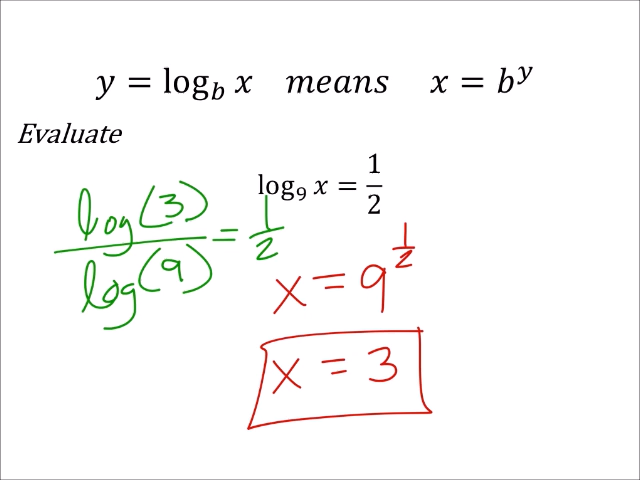 y = log_b x means x = b^y
Evaluate
log_9 x = 1/2
log(3)/log(9) = 1/2
x = 9^1/2
x = 3